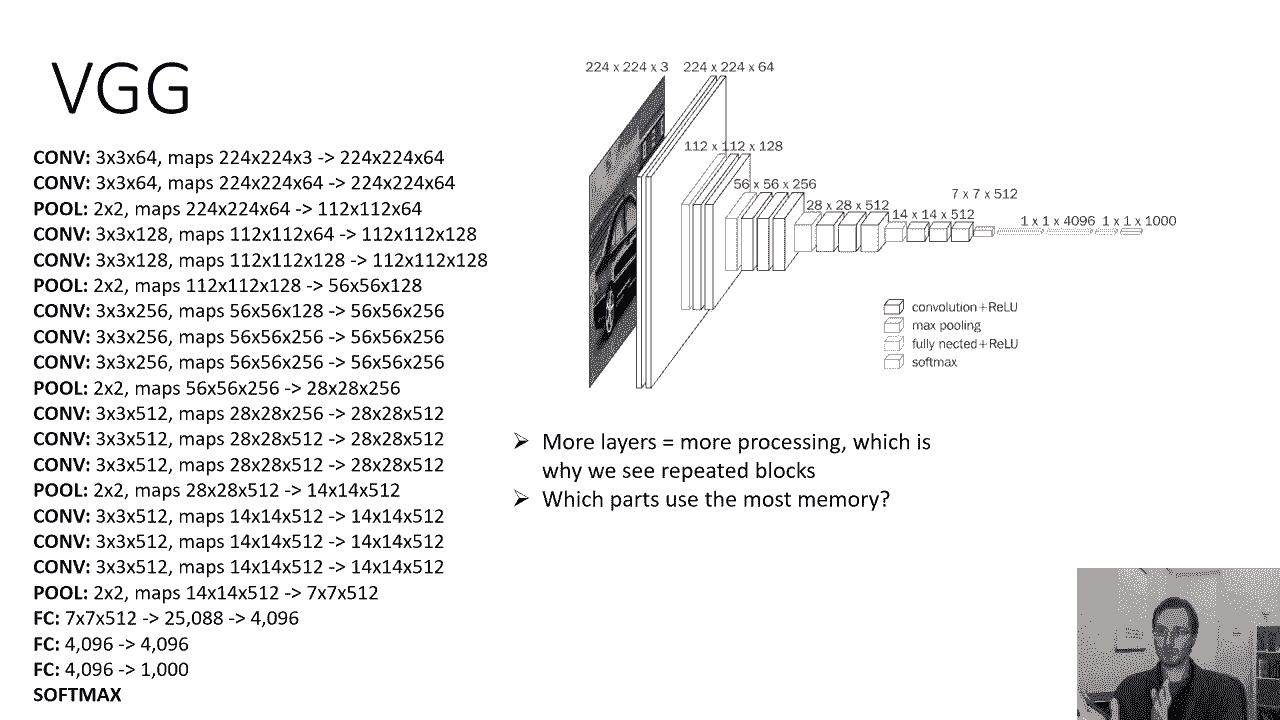 VGG
CONV: 3x3x64, maps 224x224x3 -> 224x224x64
CONV: 3x3x64, maps 224x224x64 -> 224x224x64
POOL: 2x2, maps 224x224x64 -> 112x112x64
CONV: 3x3x128, maps 112x112x64 -> 112x112x128
CONV: 3x3x128, maps 112x112x128 -> 112x112x128
POOL: 2x2, maps 112x112x128 -> 56x56x128
CONV: 3x3x256, maps 56x56x128 -> 56x56x256
CONV: 3x3x256, maps 56x56x256 -> 56x56x256
CONV: 3x3x256, maps 56x56x256 -> 56x56x256
POOL: 2x2, maps 56x56x256 -> 28x28x256
CONV: 3x3x512, maps 28x28x256 -> 28x28x512
CONV: 3x3x512, maps 28x28x512 -> 28x28x512
CONV: 3x3x512, maps 28x28x512 -> 28x28x512
POOL: 2x2, maps 28x28x512 -> 14x14x512
CONV: 3x3x512, maps 14x14x512 -> 14x14x512
CONV: 3x3x512, maps 14x14x512 -> 14x14x512
CONV: 3x3x512, maps 14x14x512 -> 14x14x512
POOL: 2x2, maps 14x14x512 -> 7x7x512
FC: 7x7x512 -> 25,088 -> 4,096
FC: 4,096 -> 4,096
FC: 4,096 -> 1,000
SOFTMAX
224 x 224 x 3 224 x 224 x 64
112 x 112 x 128
56 x 56 x 256
28 x 28 x 512
14 x 14 x 512
7 x 7 x 512
1 x 1 x 4096 1 x 1 x 1000
convolution+ReLU
max pooling
fully nected+ReLU
softmax
➢ More layers = more processing, which is
why we see repeated blocks
➢ Which parts use the most memory?